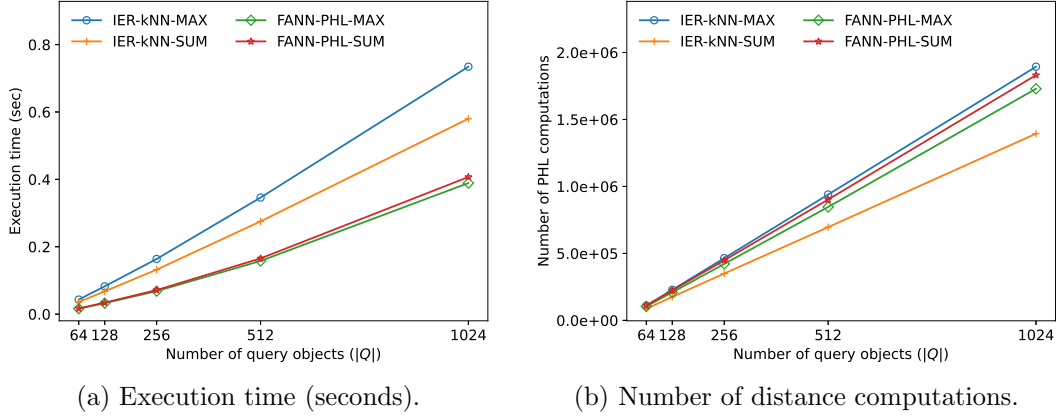 IER-kNN-MAX
IER-kNN-SUM
FANN-PHL-MAX
FANN-PHL-SUM
0.8
0.6
0.4
0.2
0.0
Execution time (sec)
64 128 256 512 1024
Number of query objects (|Q|)
(a) Execution time (seconds).
IER-kNN-MAX
IER-kNN-SUM
FANN-PHL-MAX
FANN-PHL-SUM
2.0e+06
1.5e+06
1.0e+06
5.0e+05
0.0e+00
Number of PHL computations
64 128 256 512 1024
Number of query objects (|Q|)
(b) Number of distance computations.